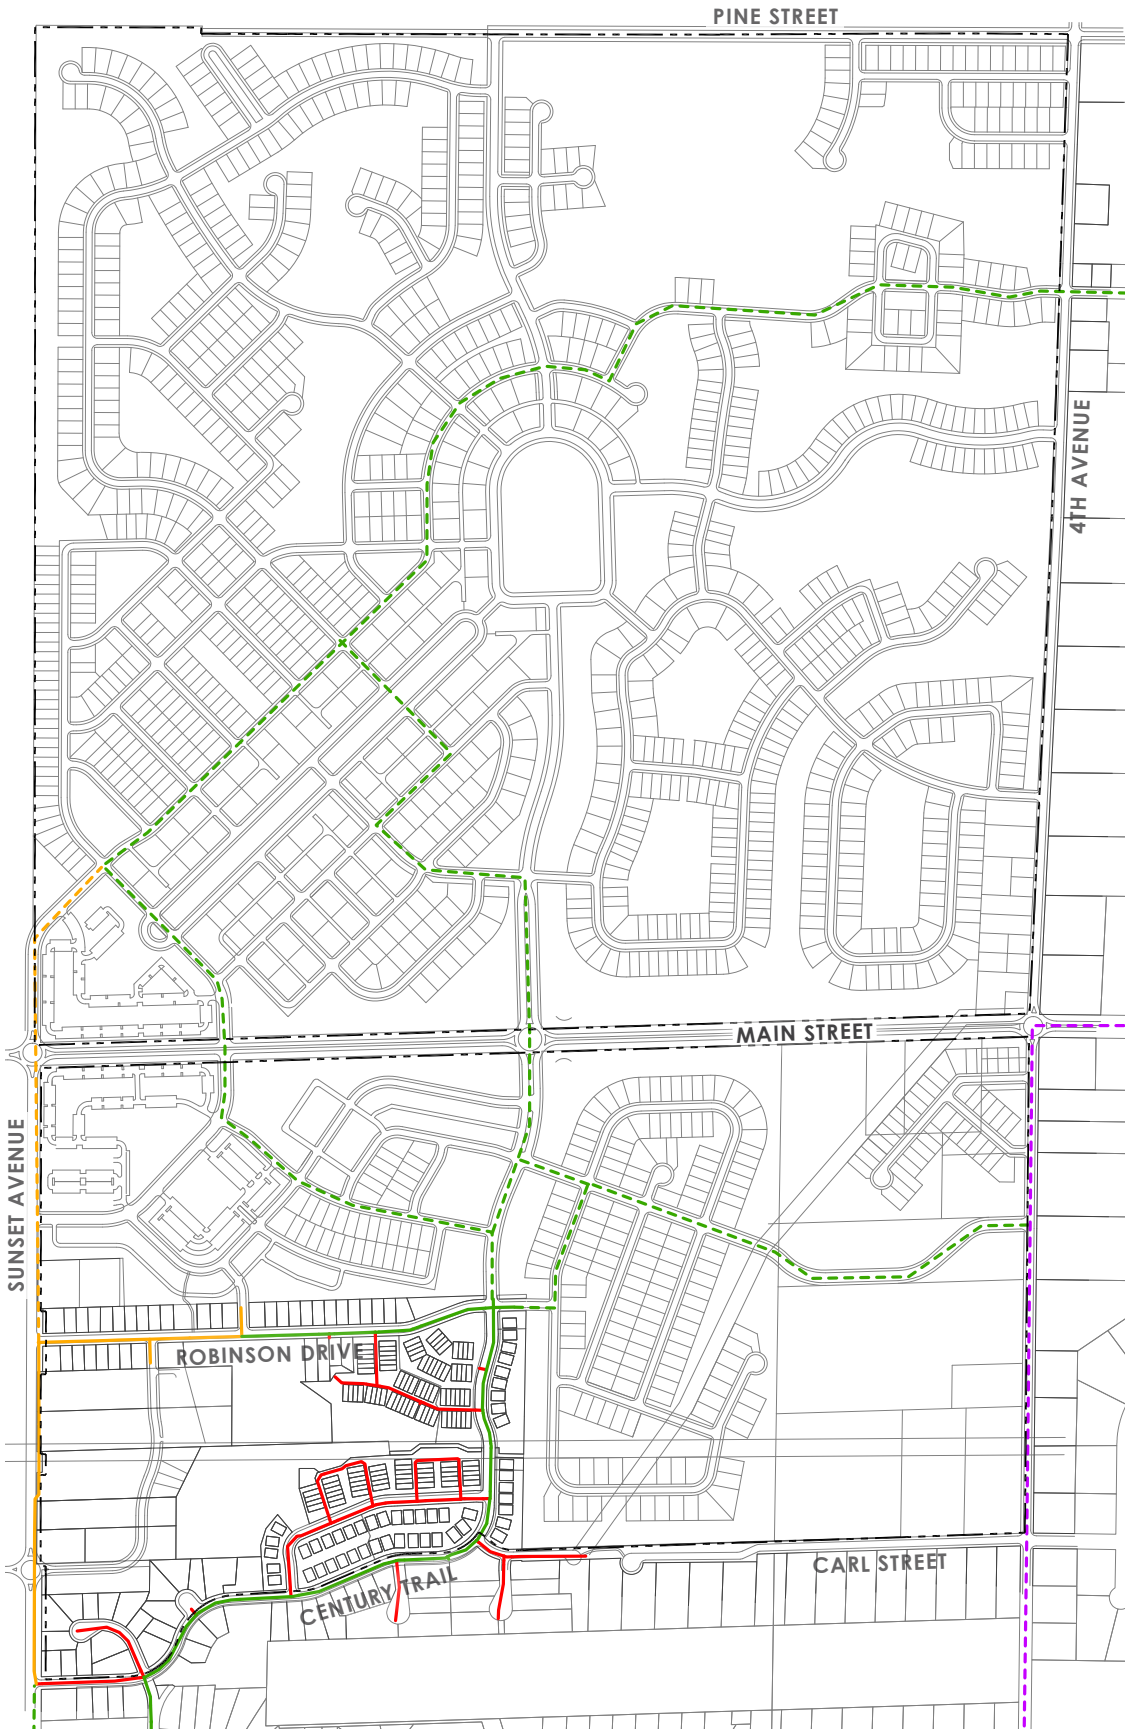 PINE STREET
4TH AVENUE
MAIN STREET
SUNSET AVENUE
ROBINSON DRIVE
CARL STREET
CENTURY TRAIL